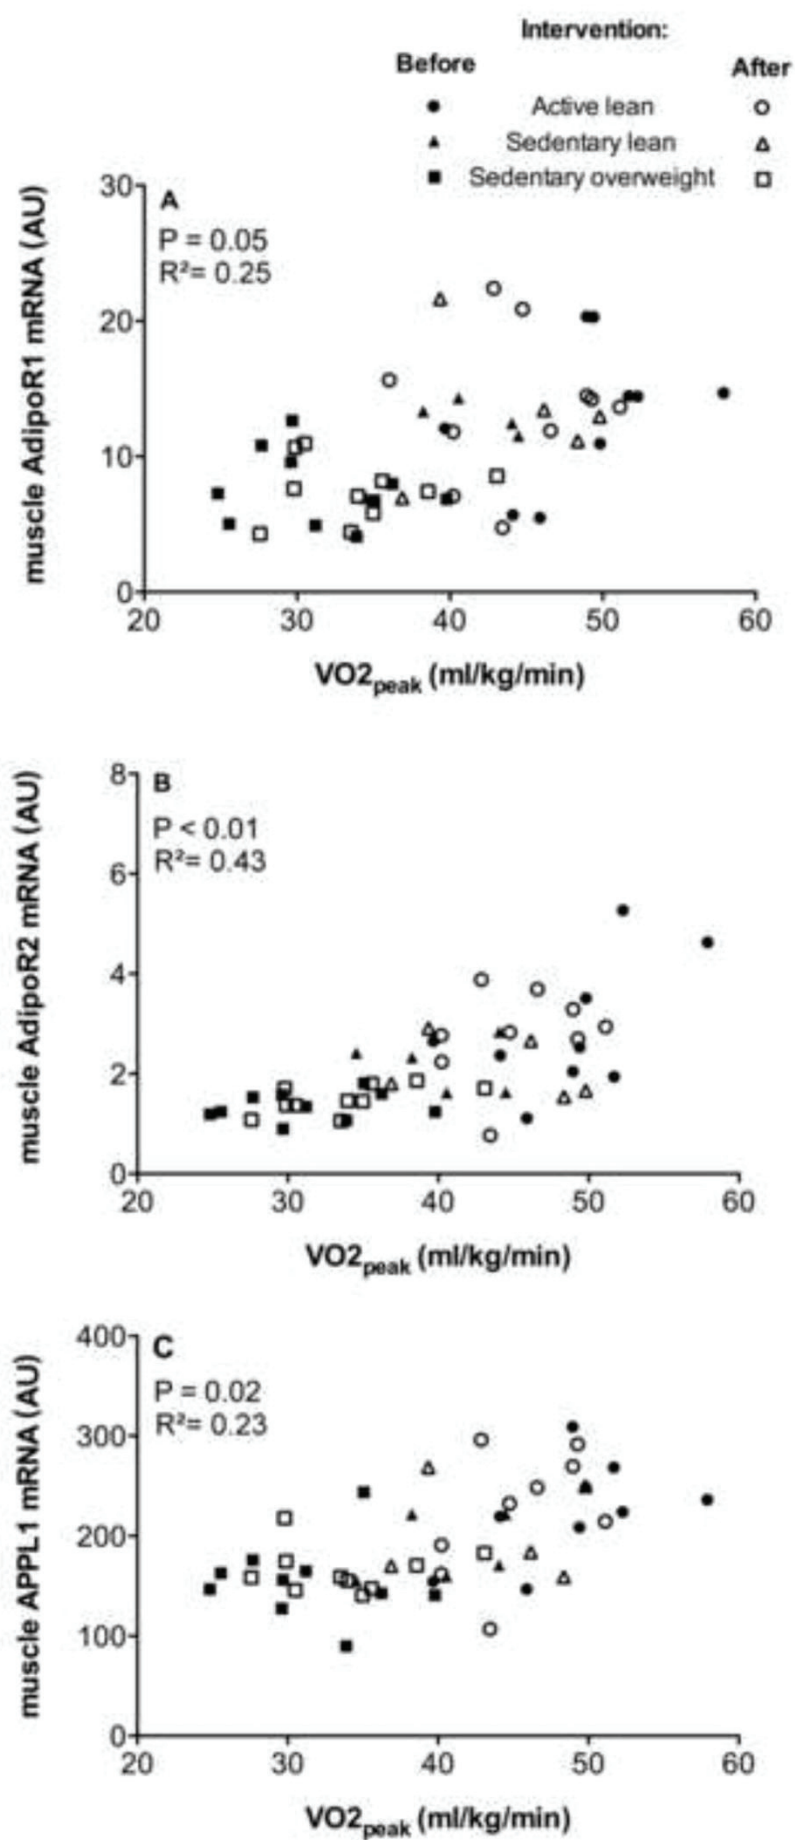 Intervention:
Before After
Active lean
Sedentary lean
Sedentary overweight
A
P = 0.05
R²= 0.25
muscle AdipoR1 mRNA (AU)
30
20
10
0
20 30 40 50 60
VO2peak (ml/kg/min)
B
P < 0.01
R²= 0.43
muscle AdipoR2 mRNA (AU)
8
6
4
2
0
20 30 40 50 60
VO2peak (ml/kg/min)
C
P = 0.02
R²= 0.23
muscle APPL1 mRNA (AU)
400
300
200
100
0
20 30 40 50 60
VO2peak (ml/kg/min)